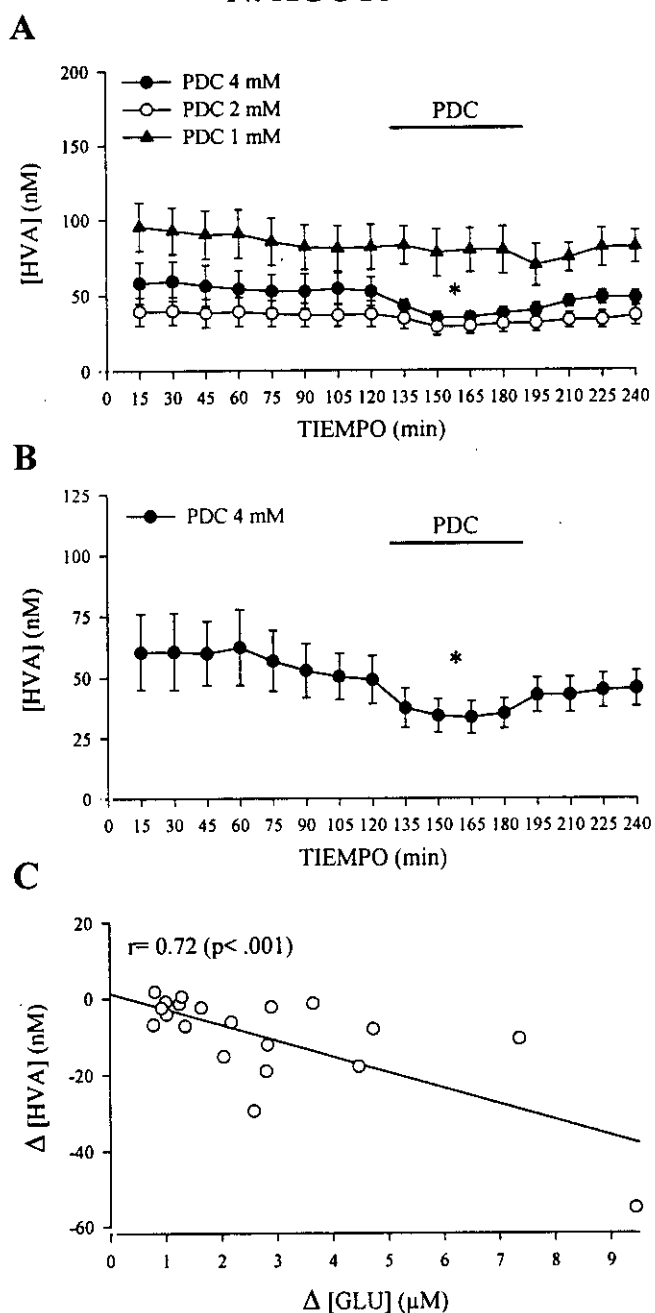 A
200
150
100
50
0
[HVA] (nM)
PDC 4 mM
PDC 2 mM
PDC 1 mM
PDC
*
0 15 30 45 60 75 90 105 120 135 150 165 180 195 210 225 240
TIEMPO (min)
B
125
100
75
50
25
0
[HVA] (nM)
PDC 4 mM
PDC
*
0 15 30 45 60 75 90 105 120 135 150 165 180 195 210 225 240
TIEMPO (min)
C
20
0
-20
-40
-60
Δ [HVA] (nM)
r= 0.72 (p< .001)
0 1 2 3 4 5 6 7 8 9
Δ [GLU] (μM)